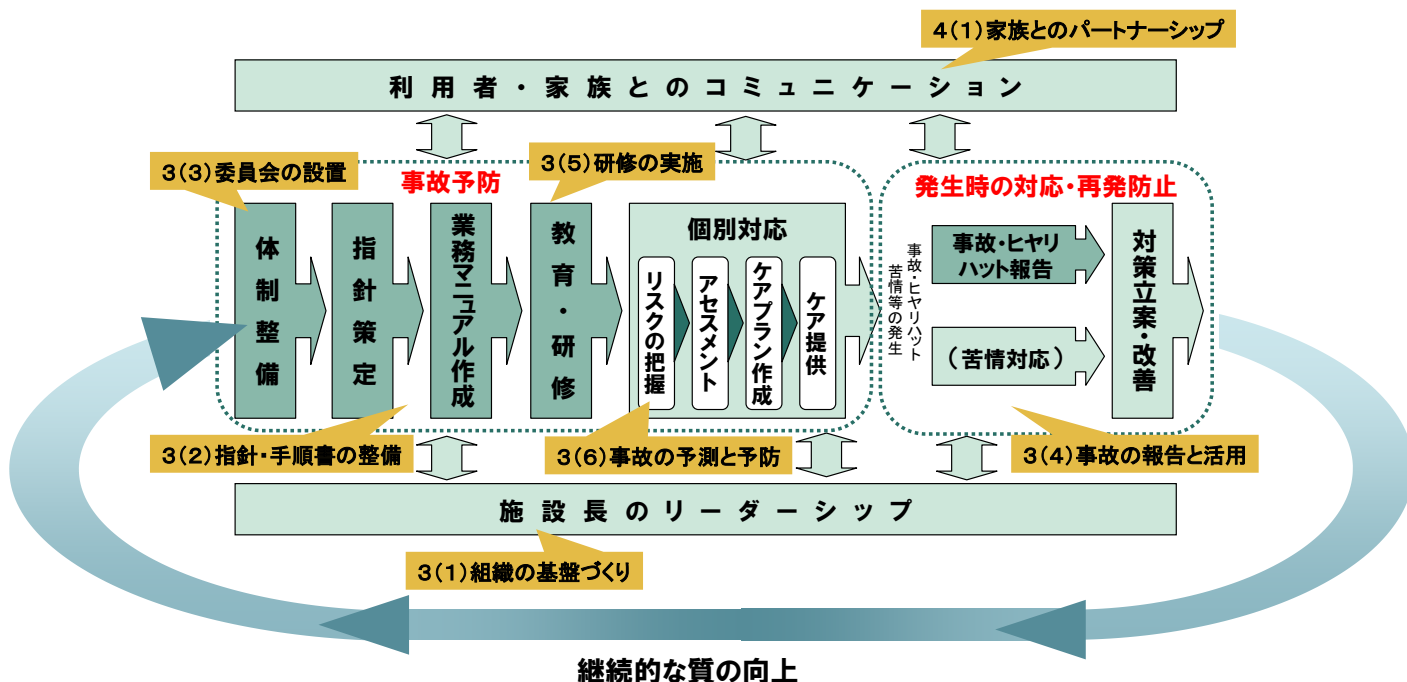 4(1)家族とのパートナーシップ
利用者・家族とのコミュニケーション
3(3)委員会の設置
事故予防
3(5)研修の実施
発生時の対応・再発防止
体制整備
指針策定
業務マニュアル作成
教育・研修
個別対応
リスクの把握
アセスメント
ケアプラン作成
ケア提供
事故・ヒヤリハット
苦情等の発生
事故・ヒヤリ
ハット報告
(苦情対応)
対策立案・改善
3(2)指針・手順書の整備
3(6)事故の予測と予防
3(4)事故の報告と活用
施設長のリーダーシップ
3(1)組織の基盤づくり
継続的な質の向上